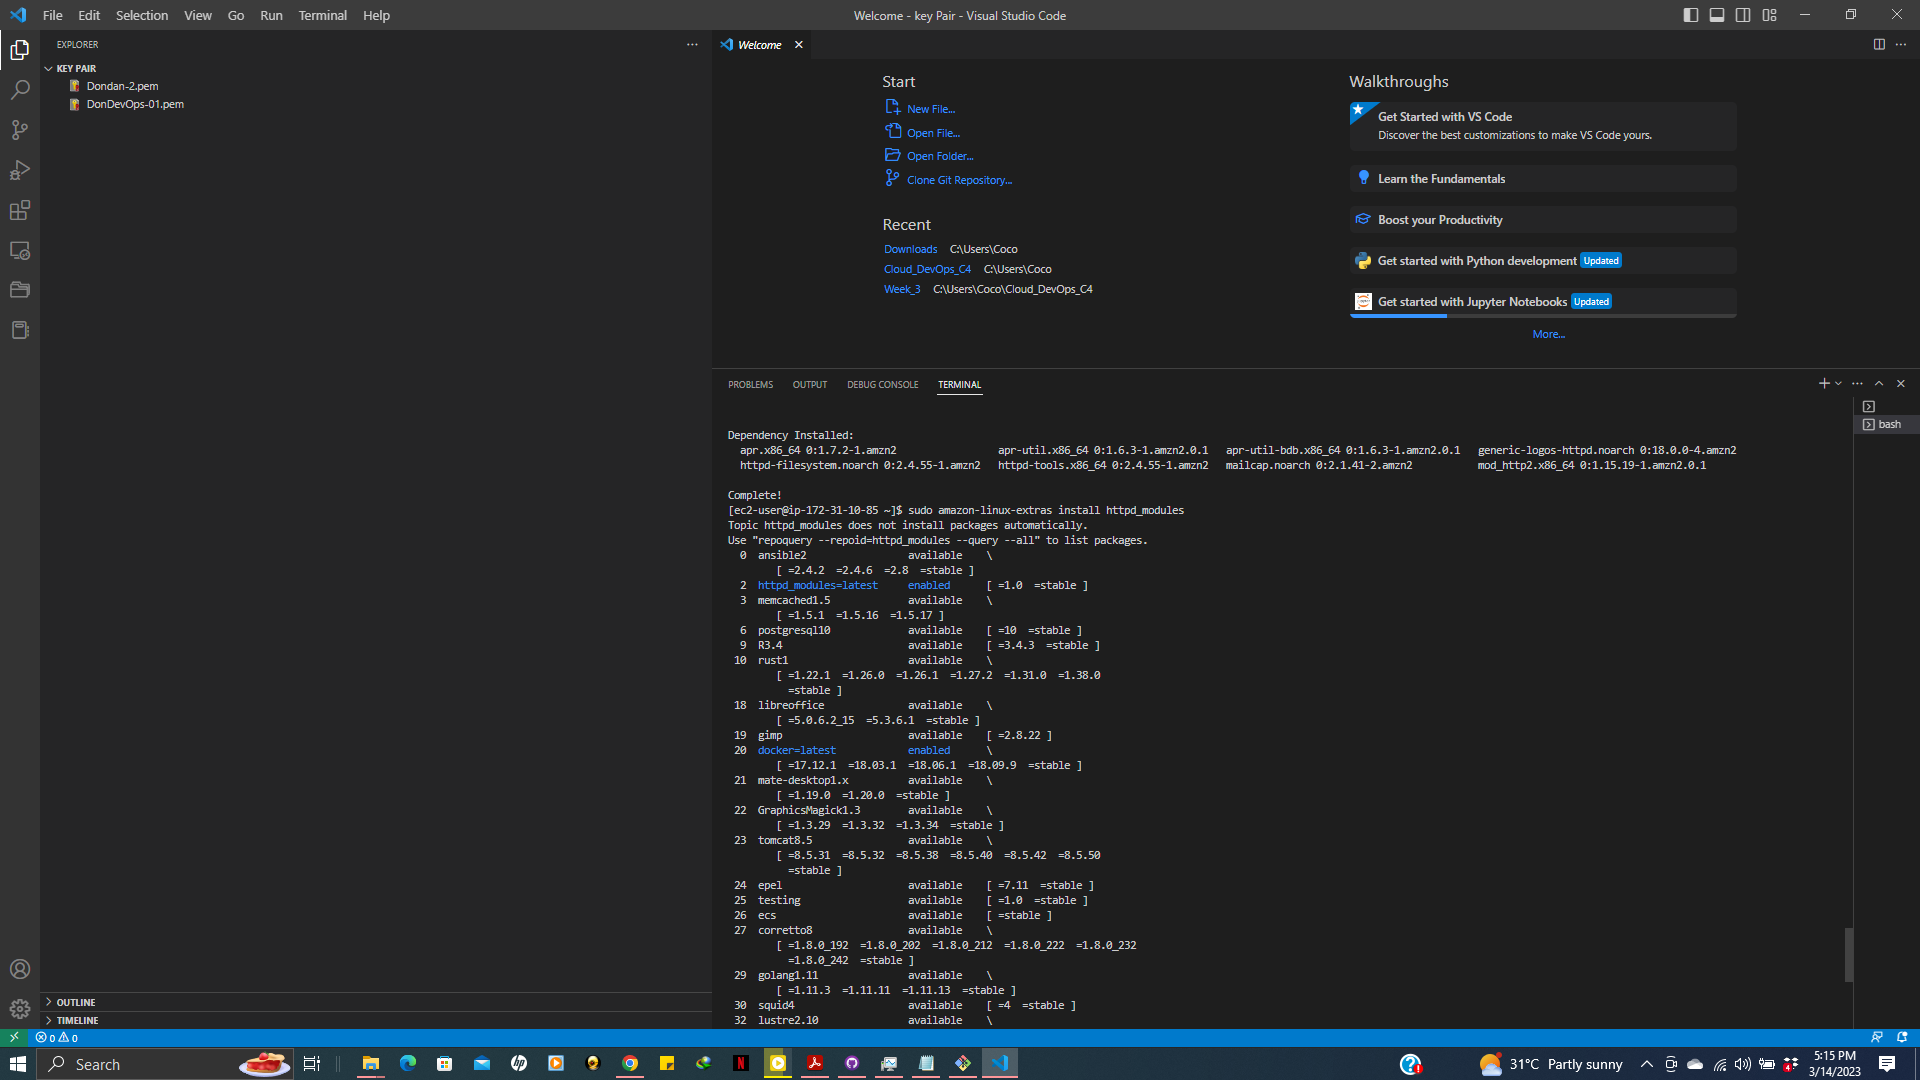 File Edit Selection View Go Run Terminal Help
Welcome - key Pair - Visual Studio Code
EXPLORER
KEY PAIR
Dondan-2.pem
DonDevOps-01.pem
OUTLINE
TIMELINE
Welcome
Start
New File...
Open File...
Open Folder...
Clone Git Repository...
Recent
Downloads C:\Users\Coco
Cloud_DevOps_C4 C:\Users\Coco
Week_3 C:\Users\Coco\Cloud_DevOps_C4
Walkthroughs
Get Started with VS Code
Discover the best customizations to make VS Code yours.
Learn the Fundamentals
Boost your Productivity
Get started with Python development Updated
Get started with Jupyter Notebooks Updated
More...
PROBLEMS OUTPUT DEBUG CONSOLE TERMINAL
bash
Dependency Installed:
apr.x86_64 0:1.7.2-1.amzn2 apr-util.x86_64 0:1.6.3-1.amzn2.0.1 apr-util-bdb.x86_64 0:1.6.3-1.amzn2.0.1 generic-logos-httpd.noarch 0:18.0.0-4.amzn2
httpd-filesystem.noarch 0:2.4.55-1.amzn2 httpd-tools.x86_64 0:2.4.55-1.amzn2 mailcap.noarch 0:2.1.41-2.amzn2 mod_http2.x86_64 0:1.15.19-1.amzn2.0.1
Complete!
[ec2-user@ip-172-31-10-85 ~]$ sudo amazon-linux-extras install httpd_modules
Topic httpd_modules does not install packages automatically.
Use "repoquery --repoid=httpd_modules --query --all" to list packages.
0 ansible2 available \
[ =2.4.2 =2.4.6 =2.8 =stable ]
2 httpd_modules=latest enabled [ =1.0 =stable ]
3 memcached1.5 available \
[ =1.5.1 =1.5.16 =1.5.17 ]
6 postgresql10 available [ =10 =stable ]
9 R3.4 available [ =3.4.3 =stable ]
10 rust1 available \
[ =1.22.1 =1.26.0 =1.26.1 =1.27.2 =1.31.0 =1.38.0
=stable ]
18 libreoffice available \
[ =5.0.6.2_15 =5.3.6.1 =stable ]
19 gimp available [ =2.8.22 ]
20 docker=latest enabled \
[ =17.12.1 =18.03.1 =18.06.1 =18.09.9 =stable ]
21 mate-desktop1.x available \
[ =1.19.0 =1.20.0 =stable ]
22 GraphicsMagick1.3 available \
[ =1.3.29 =1.3.32 =1.3.34 =stable ]
23 tomcat8.5 available \
[ =8.5.31 =8.5.32 =8.5.38 =8.5.40 =8.5.42 =8.5.50
=stable ]
24 epel available [ =7.11 =stable ]
25 testing available [ =1.0 =stable ]
26 ecs available [ =stable ]
27 corretto8 available \
[ =1.8.0_192 =1.8.0_202 =1.8.0_212 =1.8.0_222 =1.8.0_232
=1.8.0_242 =stable ]
29 golang1.11 available \
[ =1.11.3 =1.11.11 =1.11.13 =stable ]
30 squid4 available [ =4 =stable ]
32 lustre2.10 available \
0 0
Search
31°C Partly sunny
5:15 PM
3/14/2023